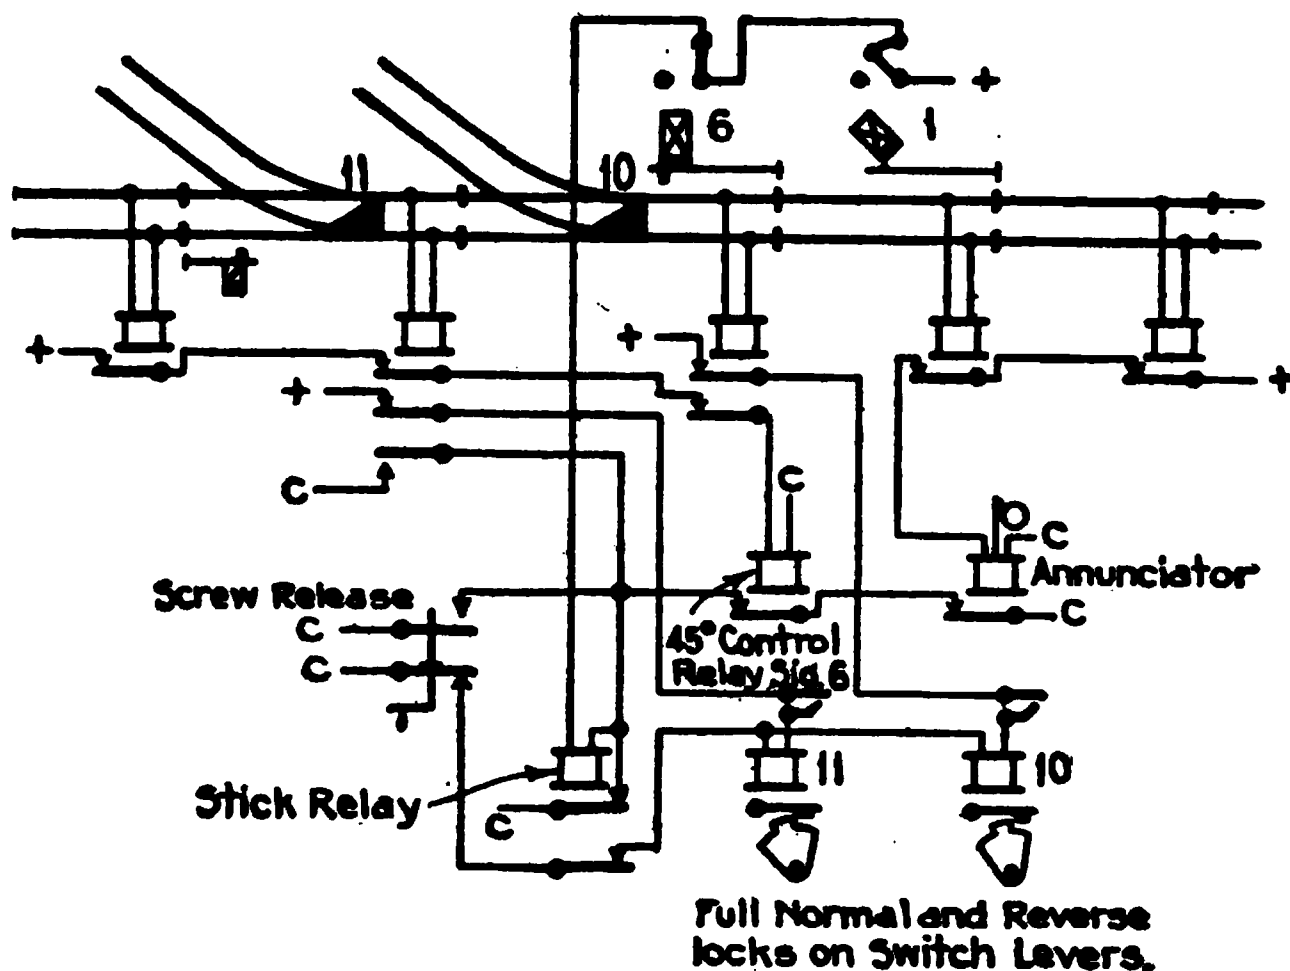 6
1
11
10
+
+
+
+
+
C
C
C
Annunciator
Screw Release
C
C
C
45° Control
Relay Sig. 6
11
10
Stick Relay
C
Full Normal and Reverse
locks on Switch Levers.